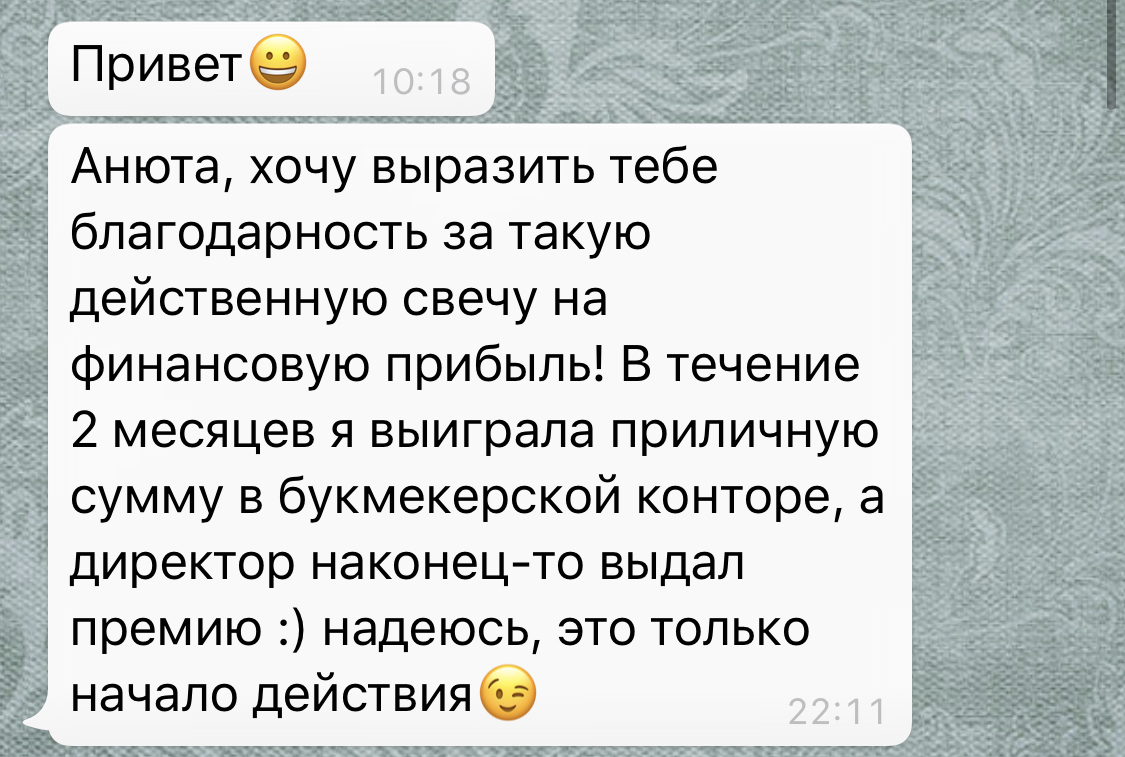 Привет😀 10:18
Анюта, хочу выразить тебе
благодарность за такую
действенную свечу на
финансовую прибыль! В течение
2 месяцев я выиграла приличную
сумму в букмекерской конторе, а
директор наконец-то выдал
премию :) надеюсь, это только
начало действия😉 22:11